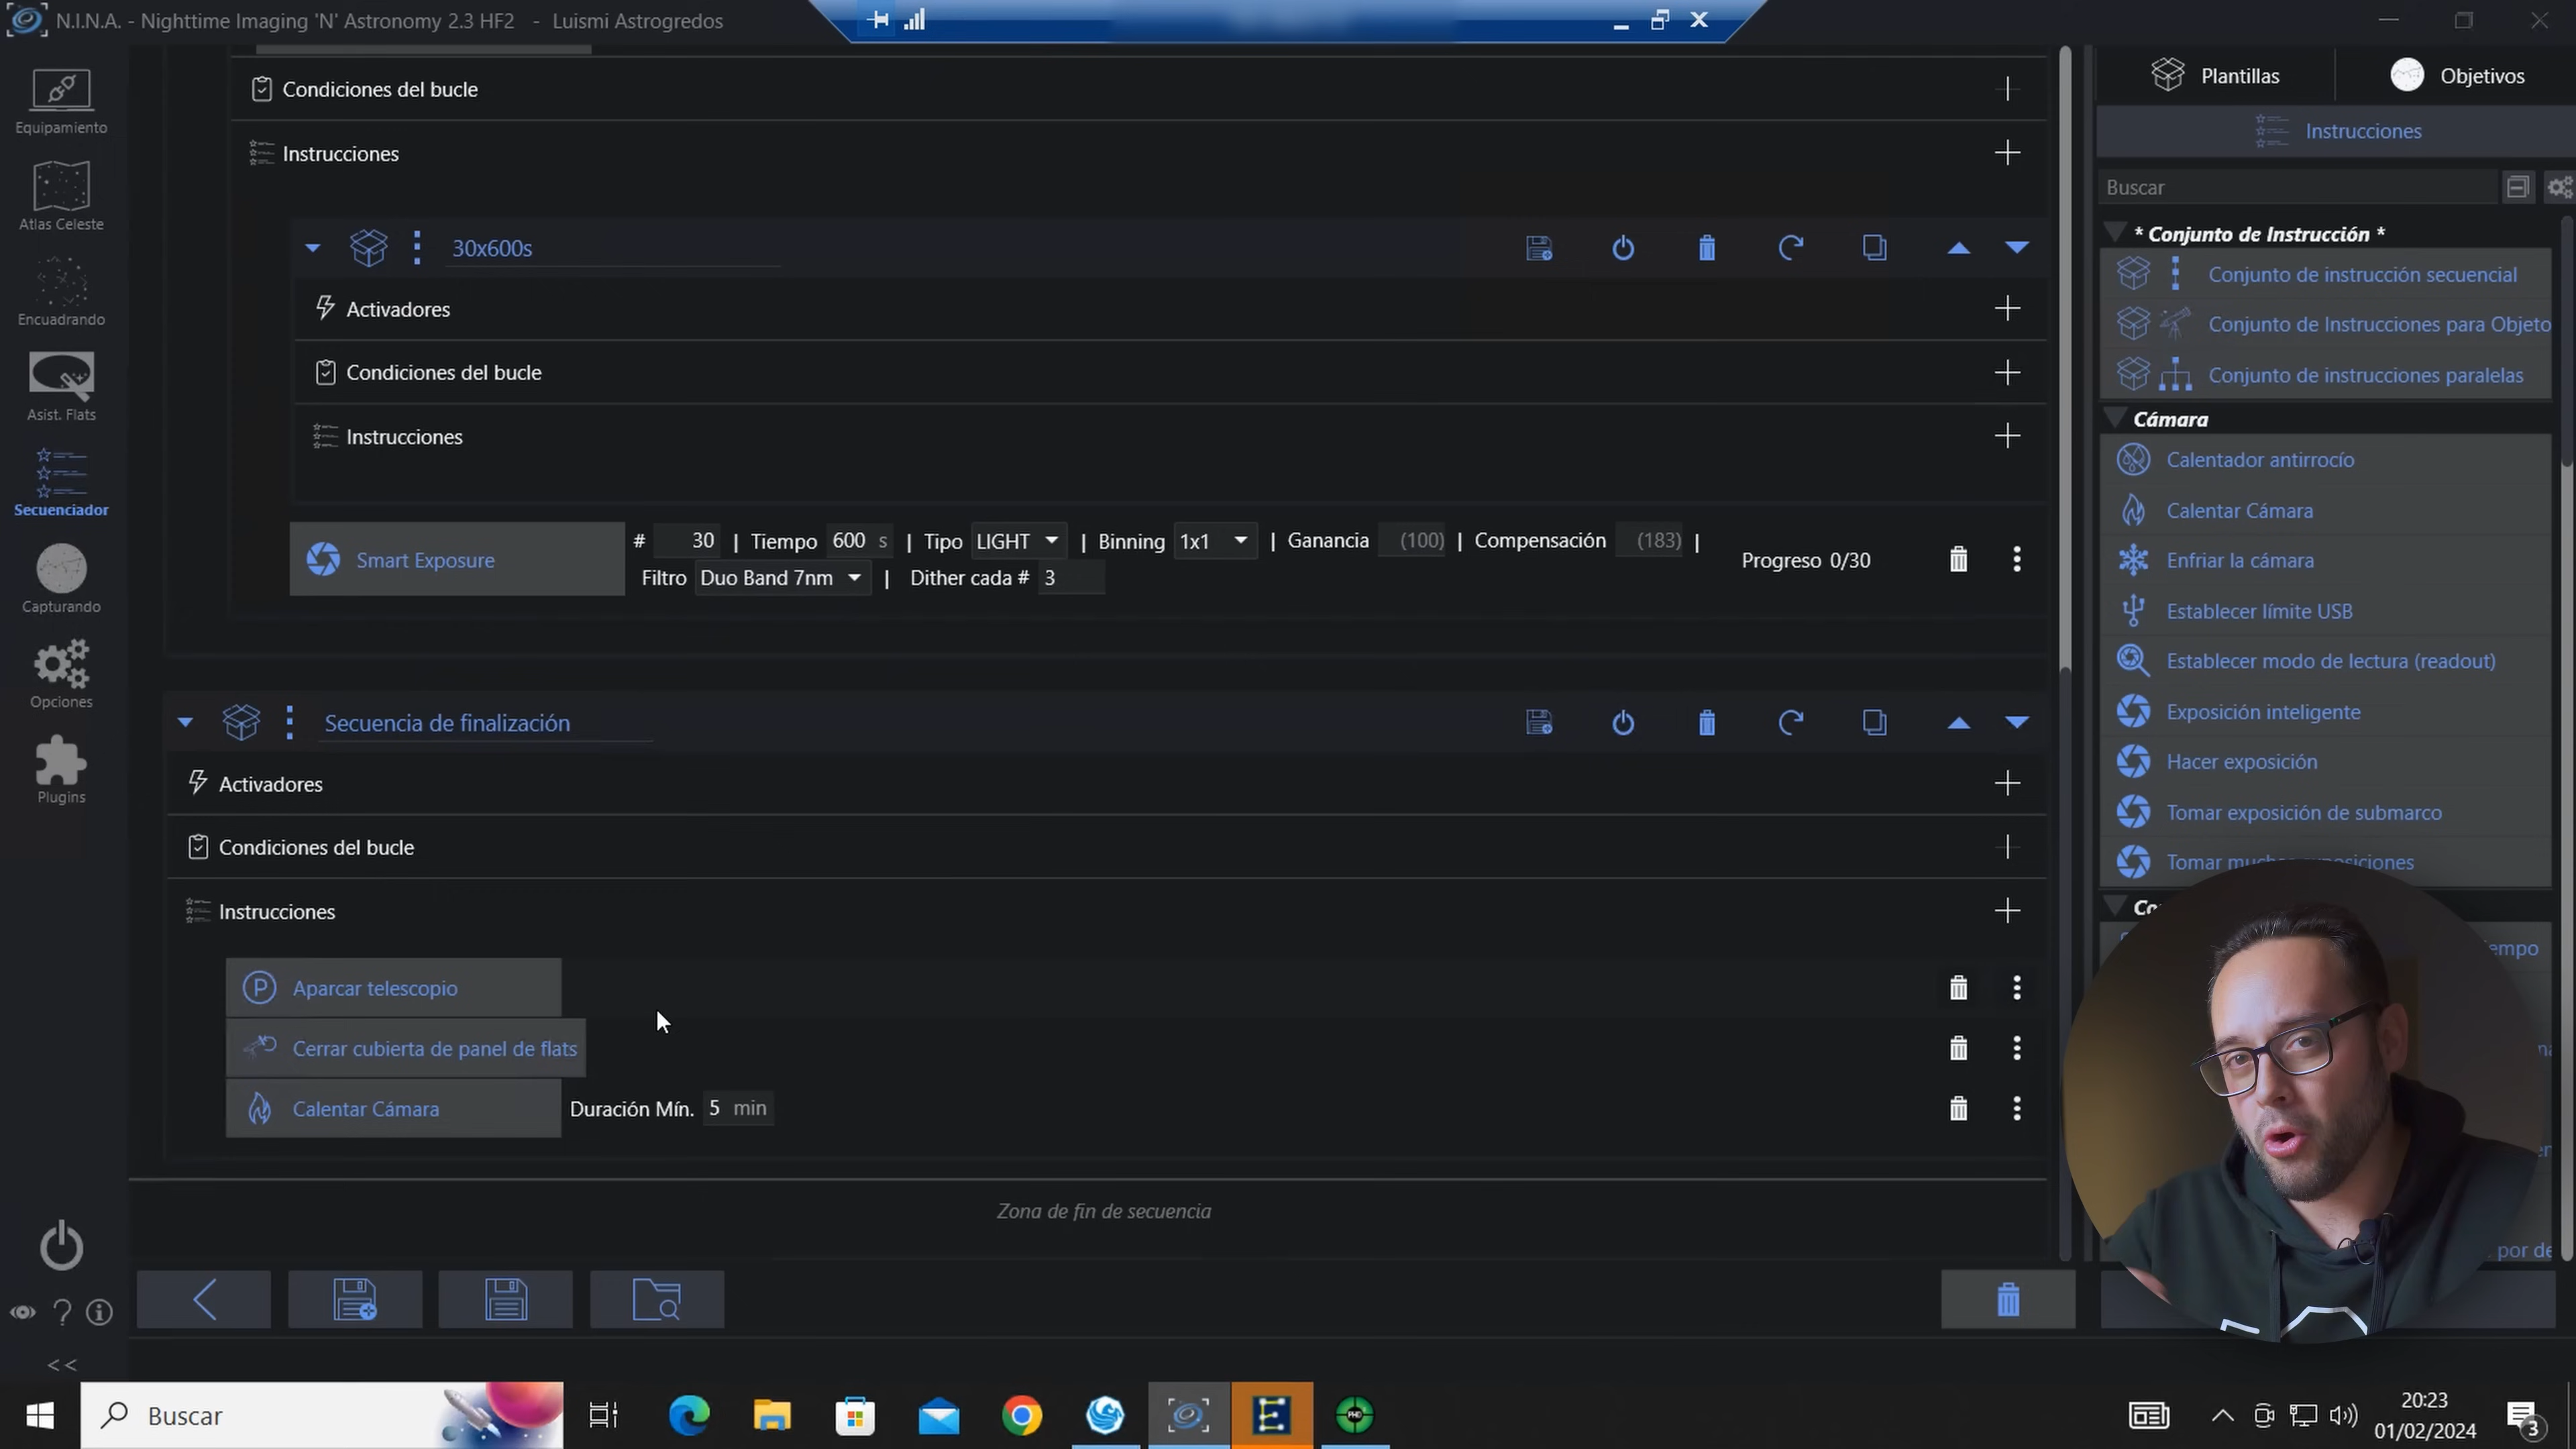 N.I.N.A. - Nighttime Imaging 'N' Astronomy 2.3 HF2 - Luismi Astrogredos
Equipamiento
Atlas Celeste
Encuadrando
Asist. Flats
Secuenciador
Capturando
Opciones
Plugins
<<
Condiciones del bucle
Instrucciones
30x600s
Activadores
Condiciones del bucle
Instrucciones
Smart Exposure
# 30 | Tiempo 600 s | Tipo LIGHT | Binning 1x1 | Ganancia (100) | Compensación (183) |
Filtro Duo Band 7nm | Dither cada # 3
Progreso 0/30
Secuencia de finalización
Activadores
Condiciones del bucle
Instrucciones
P Aparcar telescopio
Cerrar cubierta de panel de flats
Calentar Cámara Duración Mín. 5 min
Zona de fin de secuencia
Plantillas
Objetivos
Instrucciones
Buscar
* Conjunto de Instrucción *
Conjunto de instrucción secuencial
Conjunto de Instrucciones para Objeto
Conjunto de instrucciones paralelas
Cámara
Calentador antirrocío
Calentar Cámara
Enfriar la cámara
Establecer límite USB
Establecer modo de lectura (readout)
Exposición inteligente
Hacer exposición
Tomar exposición de submarco
por de
Buscar
PHD
20:23
01/02/2024
3